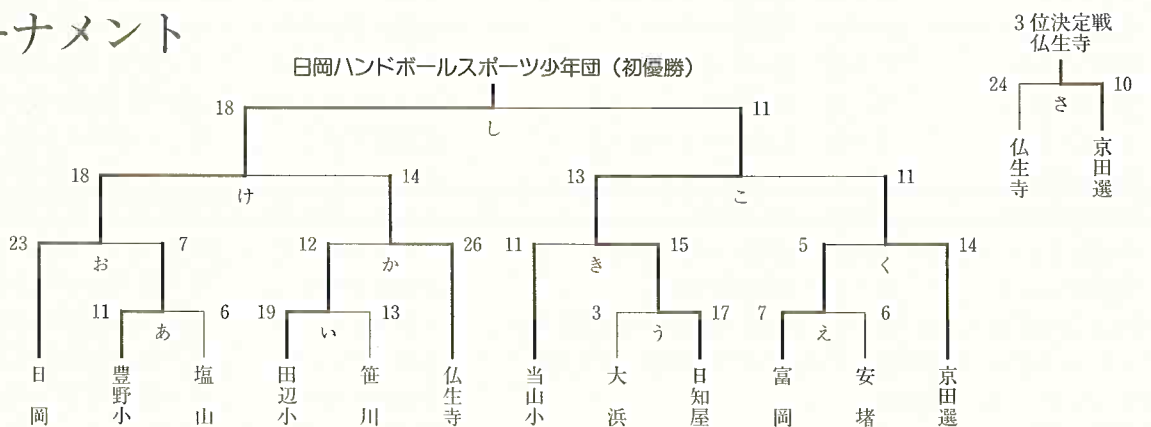 ーナメント
3位決定戦
仏生寺
日岡ハンドボールスポーツ少年団（初優勝）
24 さ 10
仏生寺
京田選
18 し 11
18 け 14
13 こ 11
23 お 7
12 か 26
11 き 15
5 く 14
11 あ 6
19 い 13
3 う 17
7 え 6
日岡
豊野小
塩山
田辺小
笹川
仏生寺
当山小
大浜
日知屋
富岡
安堵
京田選